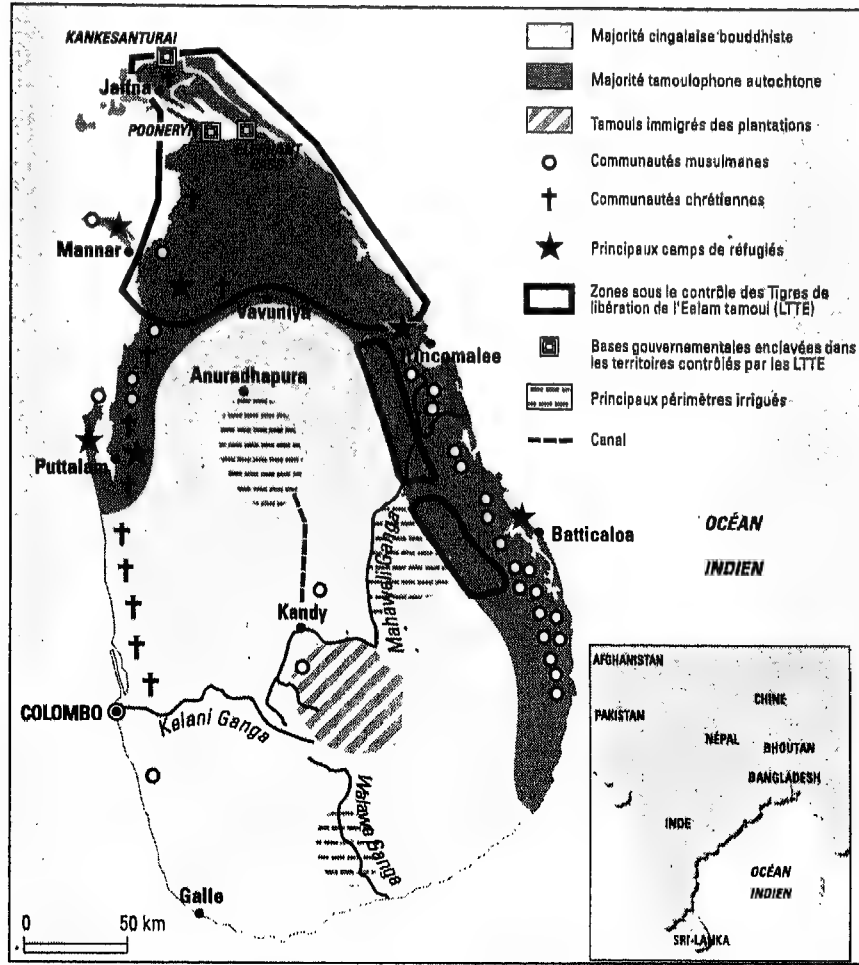 KANKESANTURAI
Jaffna
POONERYN
Mannar
Vavuniya
Trincomalee
Anuradhapura
Puttalam
Batticaloa
Mahaweli Ganga
Kandy
COLOMBO
Kelani Ganga
Walawe Ganga
Galle
0 50 km
Majorité cingalaise bouddhiste
Majorité tamoulophone autochtone
Tamouls immigrés des plantations
Communautés musulmanes
Communautés chrétiennes
Principaux camps de réfugiés
Zones sous le contrôle des Tigres de
libération de l'Eelam tamoul (LTTE)
Bases gouvernementales enclavées dans
les territoires contrôlés par les LTTE
Principaux périmètres irrigués
Canal
OCÉAN
INDIEN
AFGHANISTAN
CHINE
PAKISTAN
NÉPAL
BHOUTAN
BANGLADESH
INDE
OCÉAN
INDIEN
SRI-LANKA